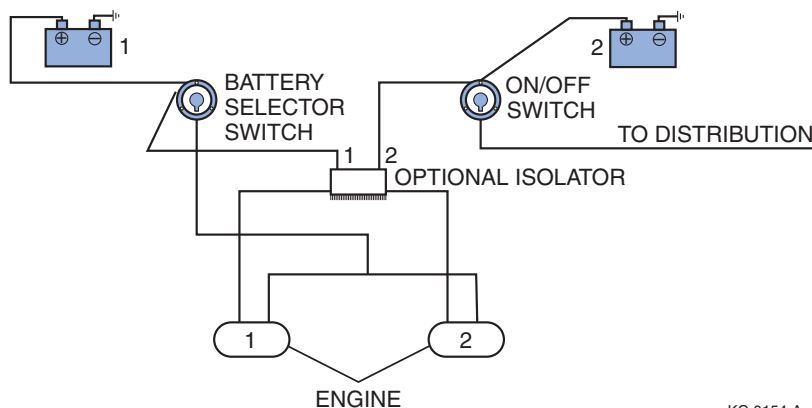 1
2
BATTERY
SELECTOR
SWITCH
ON/OFF
SWITCH
TO DISTRIBUTION
1 2
OPTIONAL ISOLATOR
1
2
ENGINE